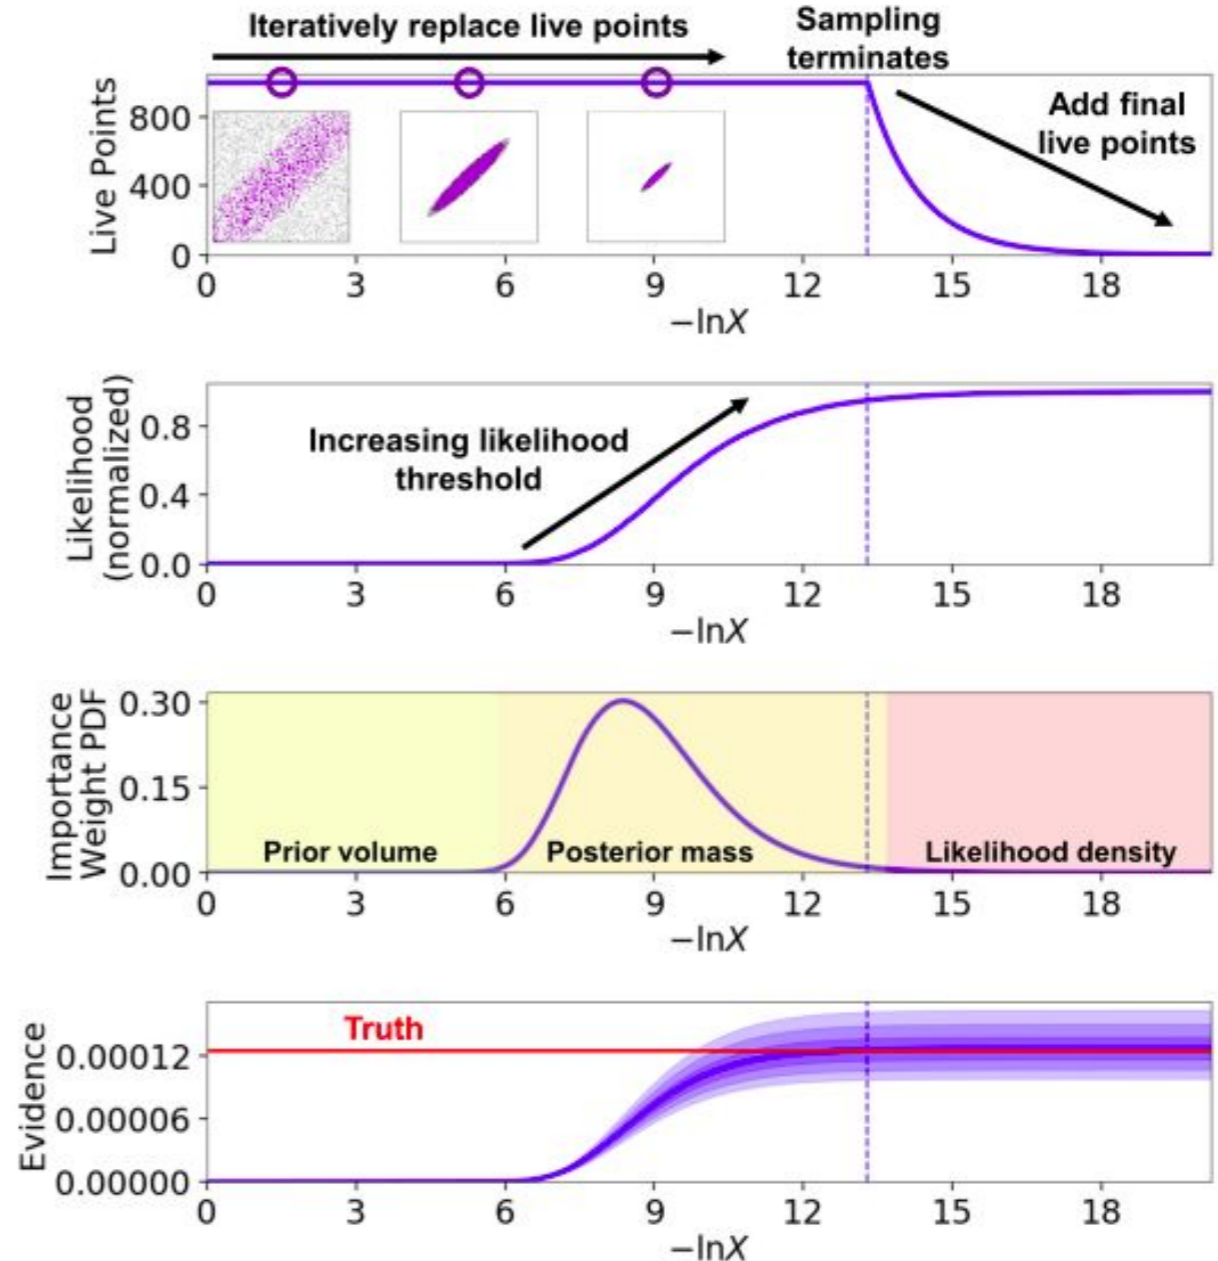 Iteratively replace live points
Sampling
terminates
Add final
live points
Live Points
800
400
0
0 3 6 9 12 15 18
−lnX
Likelihood
(normalized)
0.8
0.4
0.0
Increasing likelihood
threshold
0 3 6 9 12 15 18
−lnX
Importance
Weight PDF
0.30
0.15
0.00
Prior volume Posterior mass Likelihood density
0 3 6 9 12 15 18
−lnX
Evidence
Truth
0.00012
0.00006
0.00000
0 3 6 9 12 15 18
−lnX